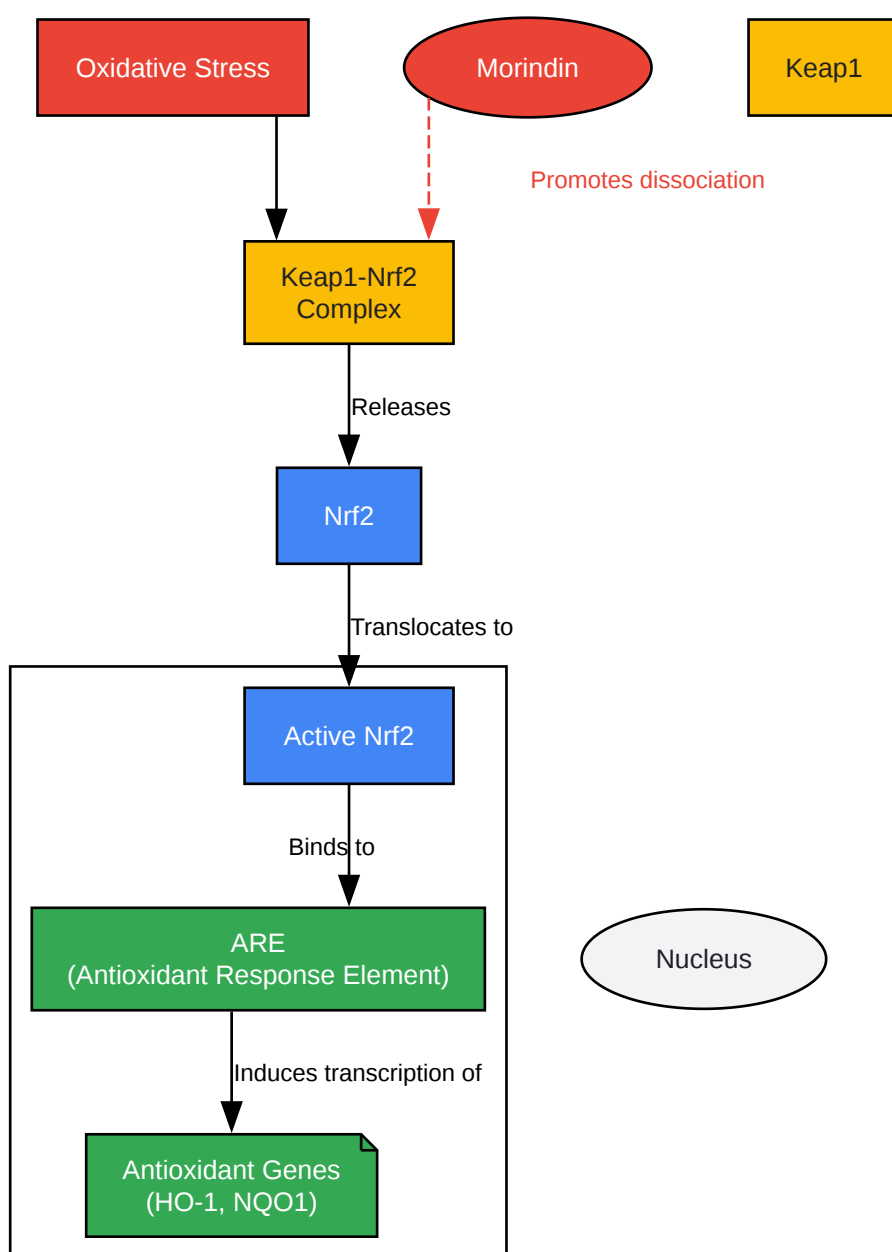 Oxidative Stress
Morindin
Keap1
Promotes dissociation
Keap1-Nrf2
Complex
Releases
Nrf2
Translocates to
Active Nrf2
Binds to
ARE
(Antioxidant Response Element)
Nucleus
Induces transcription of
Antioxidant Genes
(HO-1, NQO1)